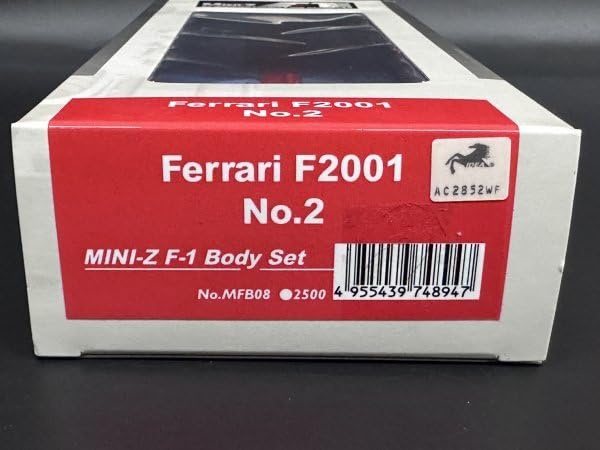 Ferrari F2001
No.2
Ferrari F2001
No.2
IDEA
AC2852WF
MINI-Z F-1 Body Set
No.MFB08 ●2500
4 955439 748947